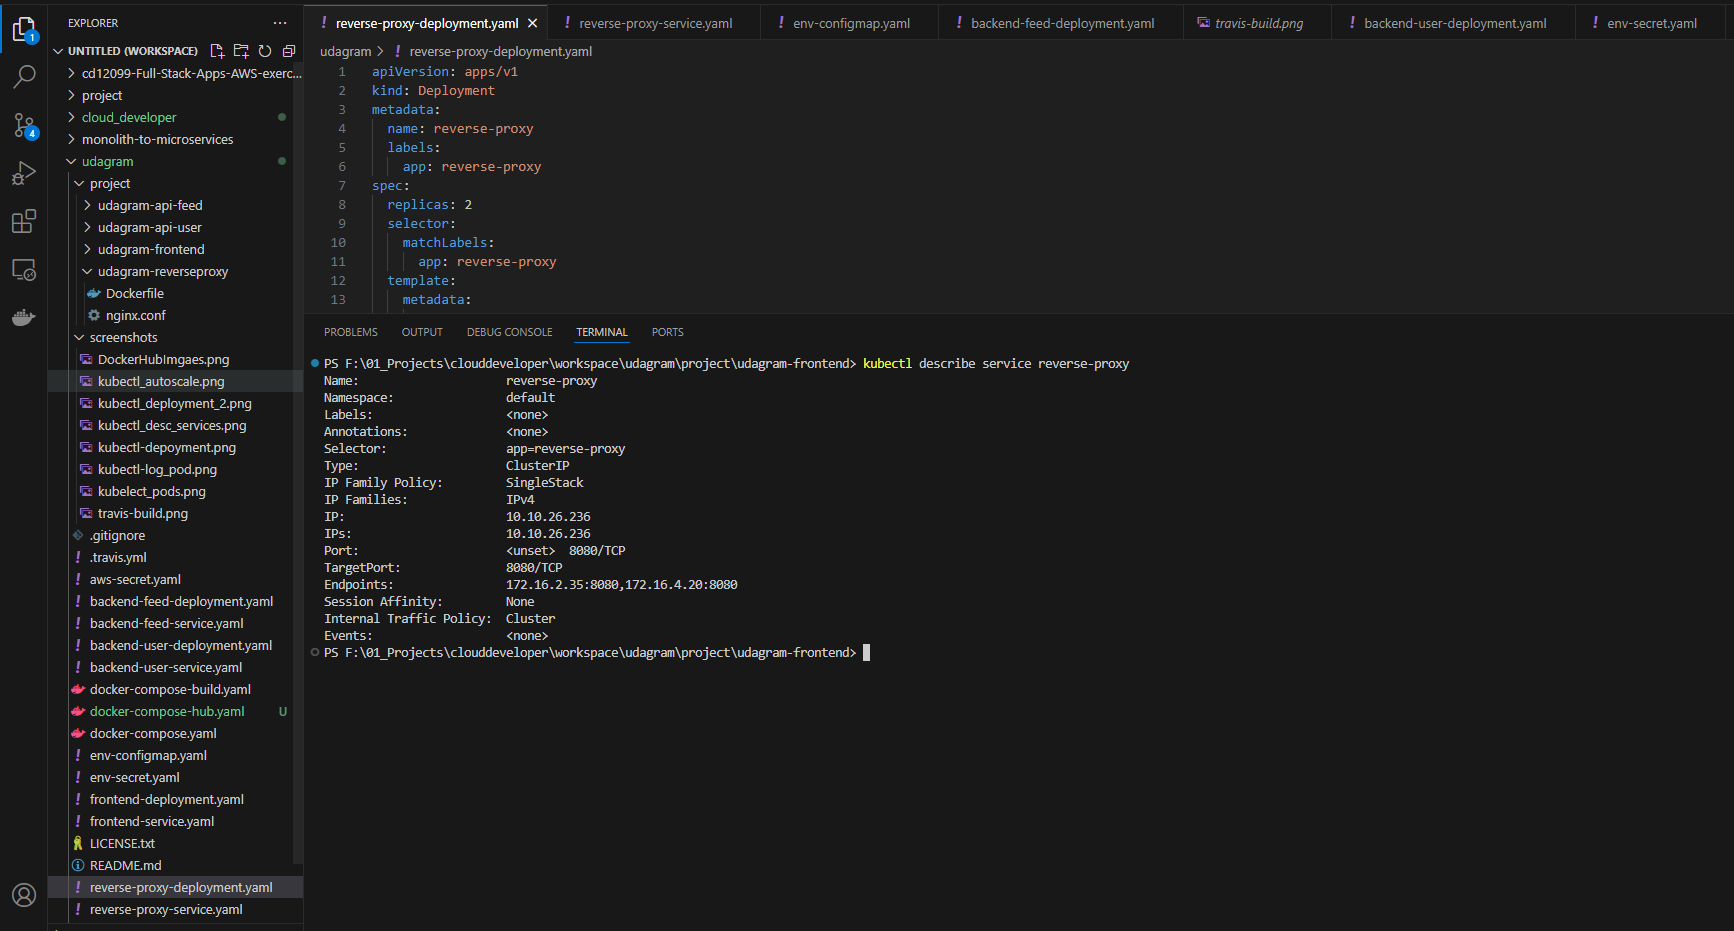 EXPLORER
UNTITLED (WORKSPACE)
cd12099-Full-Stack-Apps-AWS-exerc...
project
cloud_developer
monolith-to-microservices
udagram
project
udagram-api-feed
udagram-api-user
udagram-frontend
udagram-reverseproxy
Dockerfile
nginx.conf
screenshots
DockerHubImgaes.png
kubectl_autoscale.png
kubectl_deployment_2.png
kubectl_desc_services.png
kubectl-depoyment.png
kubectl-log_pod.png
kubelect_pods.png
travis-build.png
.gitignore
.travis.yml
aws-secret.yaml
backend-feed-deployment.yaml
backend-feed-service.yaml
backend-user-deployment.yaml
backend-user-service.yaml
docker-compose-build.yaml
docker-compose-hub.yaml U
docker-compose.yaml
env-configmap.yaml
env-secret.yaml
frontend-deployment.yaml
frontend-service.yaml
LICENSE.txt
README.md
reverse-proxy-deployment.yaml
reverse-proxy-service.yaml
1
4
reverse-proxy-deployment.yaml reverse-proxy-service.yaml env-configmap.yaml backend-feed-deployment.yaml travis-build.png backend-user-deployment.yaml env-secret.yaml
udagram > reverse-proxy-deployment.yaml
1 apiVersion: apps/v1
2 kind: Deployment
3 metadata:
4 name: reverse-proxy
5 labels:
6 app: reverse-proxy
7 spec:
8 replicas: 2
9 selector:
10 matchLabels:
11 app: reverse-proxy
12 template:
13 metadata:
PROBLEMS OUTPUT DEBUG CONSOLE TERMINAL PORTS
PS F:\01_Projects\clouddeveloper\workspace\udagram\project\udagram-frontend> kubectl describe service reverse-proxy
Name: reverse-proxy
Namespace: default
Labels: <none>
Annotations: <none>
Selector: app=reverse-proxy
Type: ClusterIP
IP Family Policy: SingleStack
IP Families: IPv4
IP: 10.10.26.236
IPs: 10.10.26.236
Port: <unset> 8080/TCP
TargetPort: 8080/TCP
Endpoints: 172.16.2.35:8080,172.16.4.20:8080
Session Affinity: None
Internal Traffic Policy: Cluster
Events: <none>
PS F:\01_Projects\clouddeveloper\workspace\udagram\project\udagram-frontend>